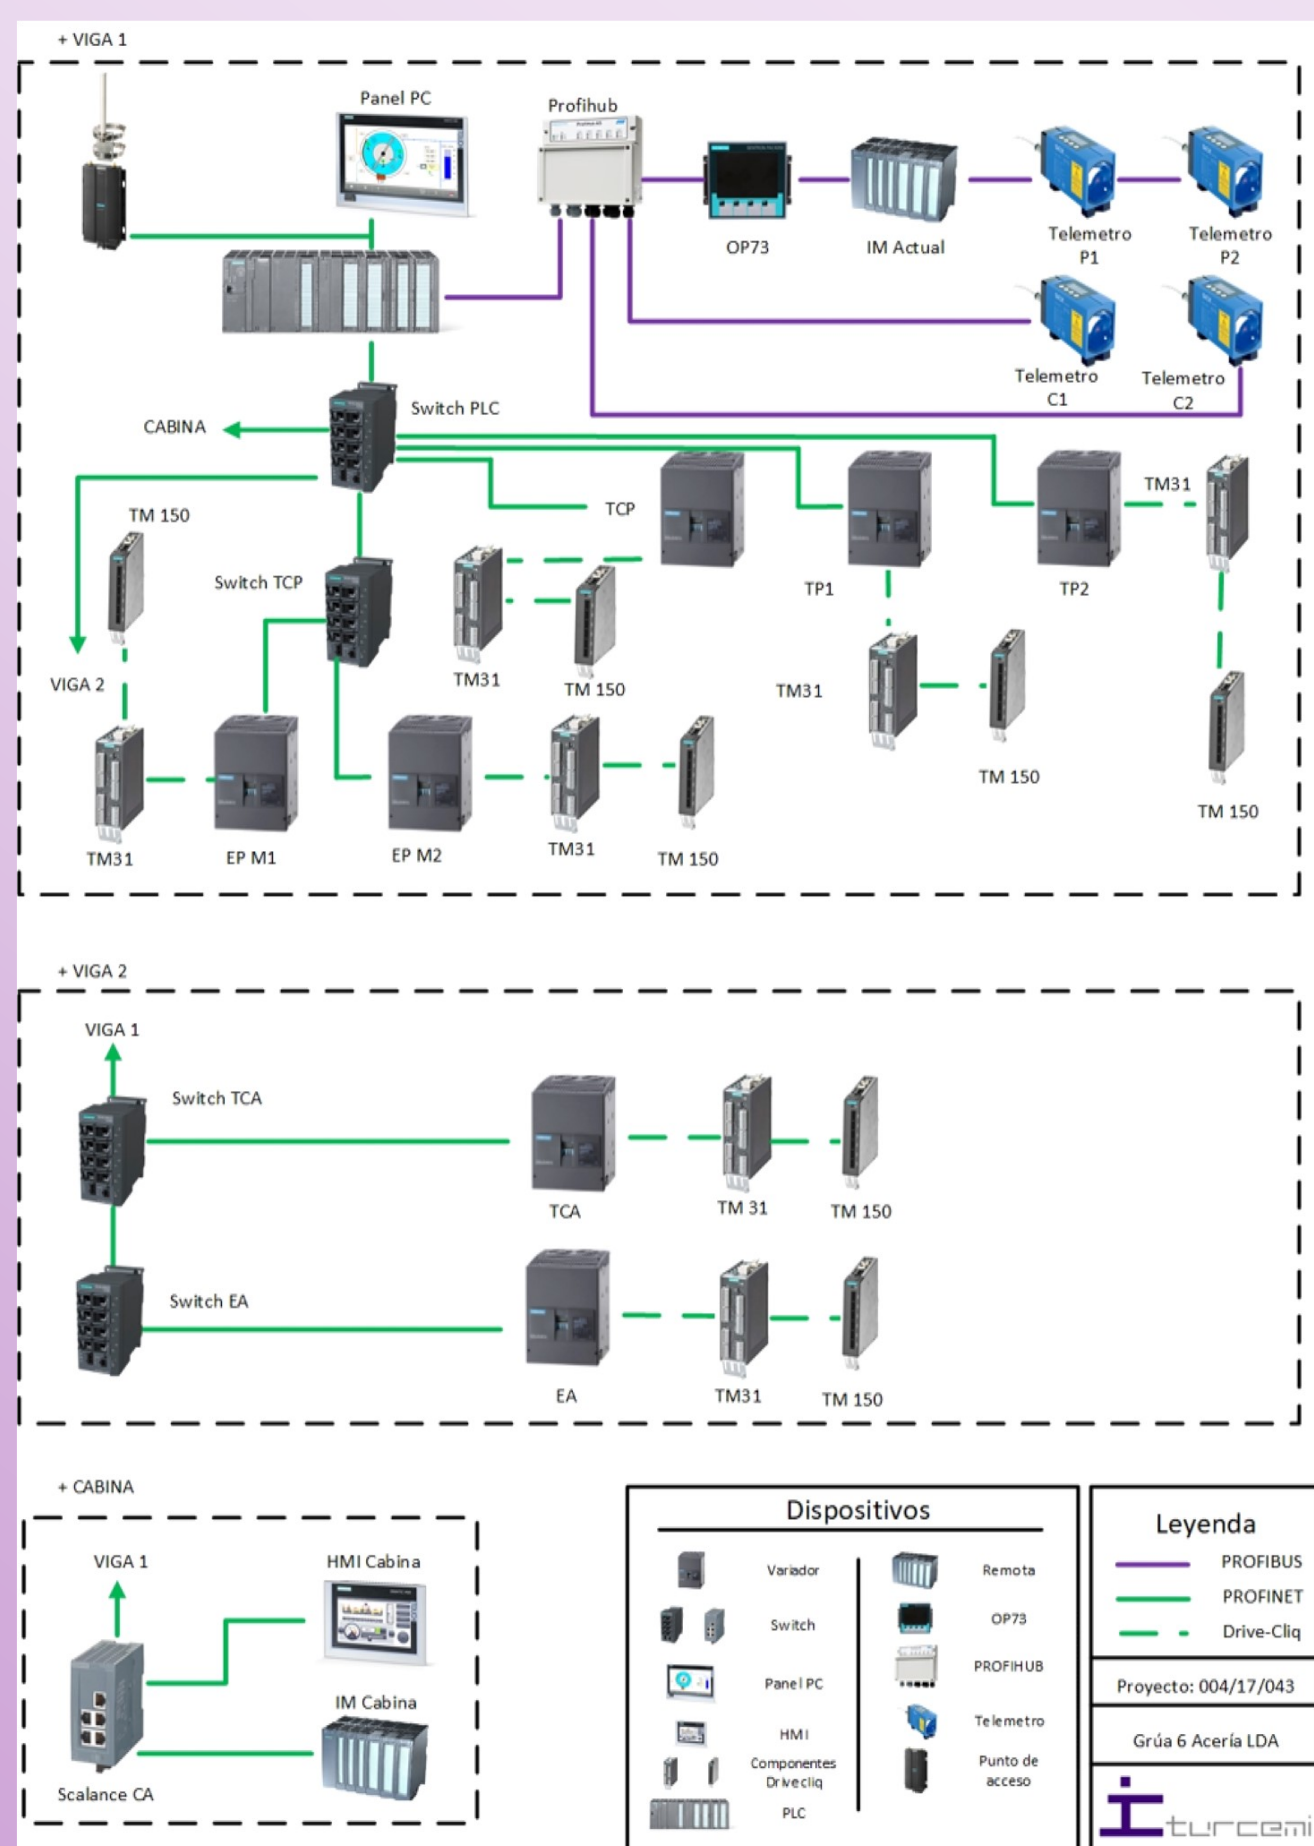 + VIGA 1
Panel PC
Profihub
OP73
IM Actual
Telemetro
P1
Telemetro
P2
Telemetro
C1
Telemetro
C2
Switch PLC
CABINA
TCP
TM31
TM 150
Switch TCP
TP1
TP2
TM31
TM 150
TM31
VIGA 2
TM 150
TM 150
TM31
EP M1
EP M2
TM31
TM 150
+ VIGA 2
VIGA 1
Switch TCA
TCA
TM 31
TM 150
Switch EA
EA
TM31
TM 150
+ CABINA
VIGA 1
HMI Cabina
IM Cabina
Scalance CA
Dispositivos
Variador
Remota
Switch
OP73
Panel PC
PROFIHUB
HMI
Telemetro
Componentes
Drivecliq
Punto de
acceso
PLC
Leyenda
PROFIBUS
PROFINET
Drive-Cliq
Proyecto: 004/17/043
Grúa 6 Acería LDA
iturcemi